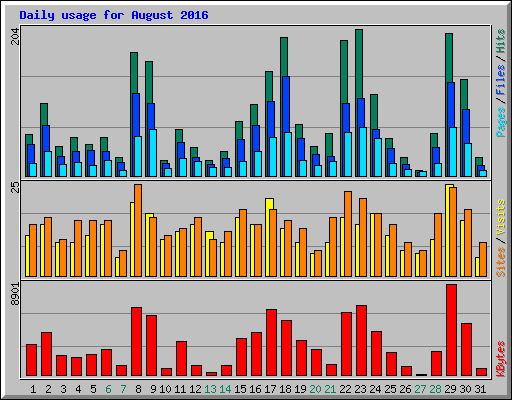 Daily usage for August 2016
204
Pages / Files / Hits
25
Sites / Visits
8901
KBytes
1 2 3 4 5 6 7 8 9 10 11 12 13 14 15 16 17 18 19 20 21 22 23 24 25 26 27 28 29 30 31